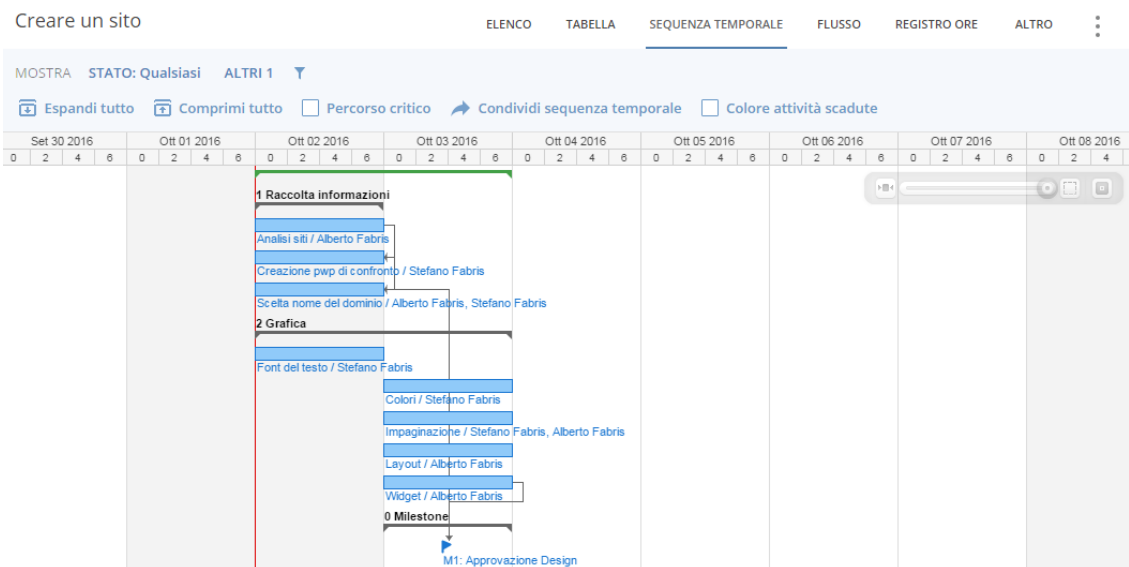 Creare un sito
ELENCO TABELLA SEQUENZA TEMPORALE FLUSSO REGISTRO ORE ALTRO
MOSTRA STATO: Qualsiasi ALTRI 1
Espandi tutto Comprimi tutto Percorso critico Condividi sequenza temporale Colore attività scadute
Set 30 2016 Ott 01 2016 Ott 02 2016 Ott 03 2016 Ott 04 2016 Ott 05 2016 Ott 06 2016 Ott 07 2016 Ott 08 2016
0 2 4 6 0 2 4 6 0 2 4 6 0 2 4 6 0 2 4 6 0 2 4 6 0 2 4 6 0 2 4 6 0 2 4
1 Raccolta informazioni
Analisi siti / Alberto Fabris
Creazione pwp di confronto / Stefano Fabris
Scelta nome del dominio / Alberto Fabris, Stefano Fabris
2 Grafica
Font del testo / Stefano Fabris
Colori / Stefano Fabris
Impaginazione / Stefano Fabris, Alberto Fabris
Layout / Alberto Fabris
Widget / Alberto Fabris
0 Milestone
M1: Approvazione Design